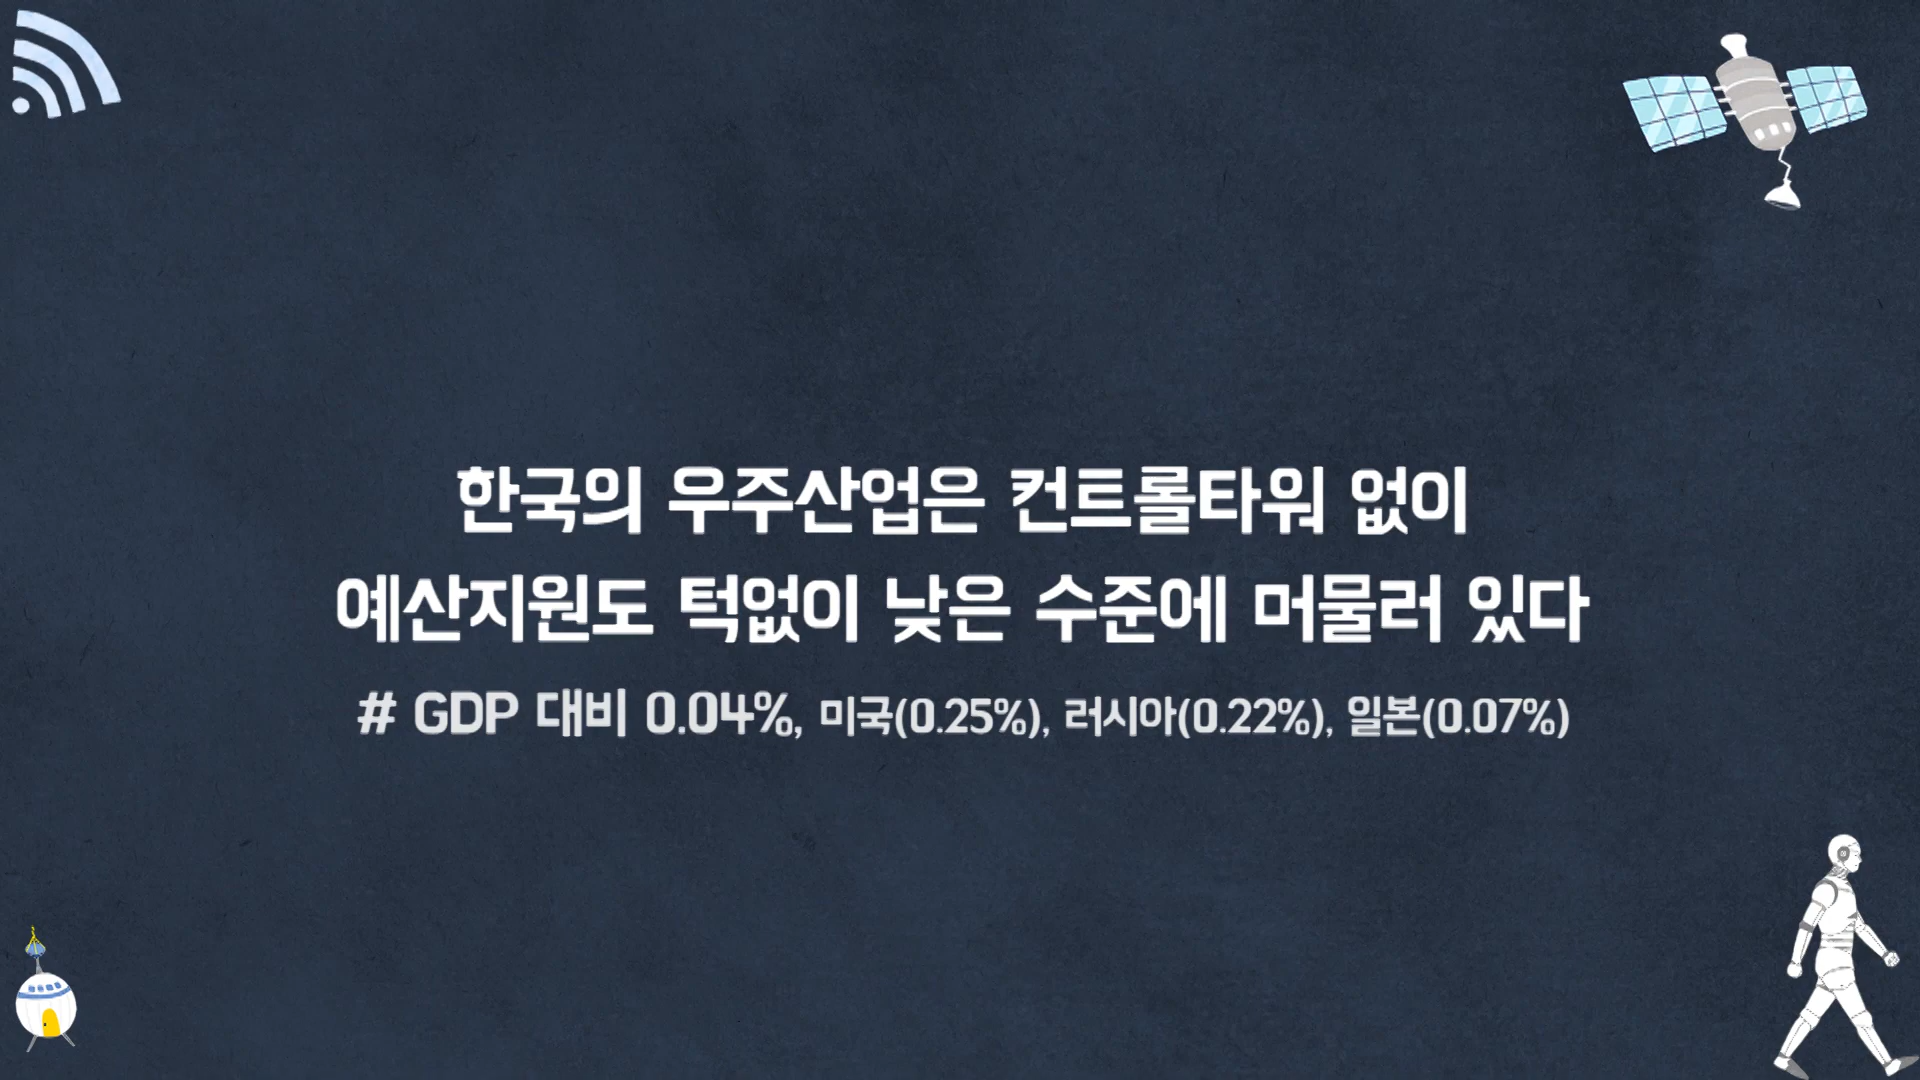 한국의 우주산업은 컨트롤타워 없이
예산지원도 턱없이 낮은 수준에 머물러 있다
# GDP 대비 0.04%, 미국(0.25%), 러시아(0.22%), 일본(0.07%)